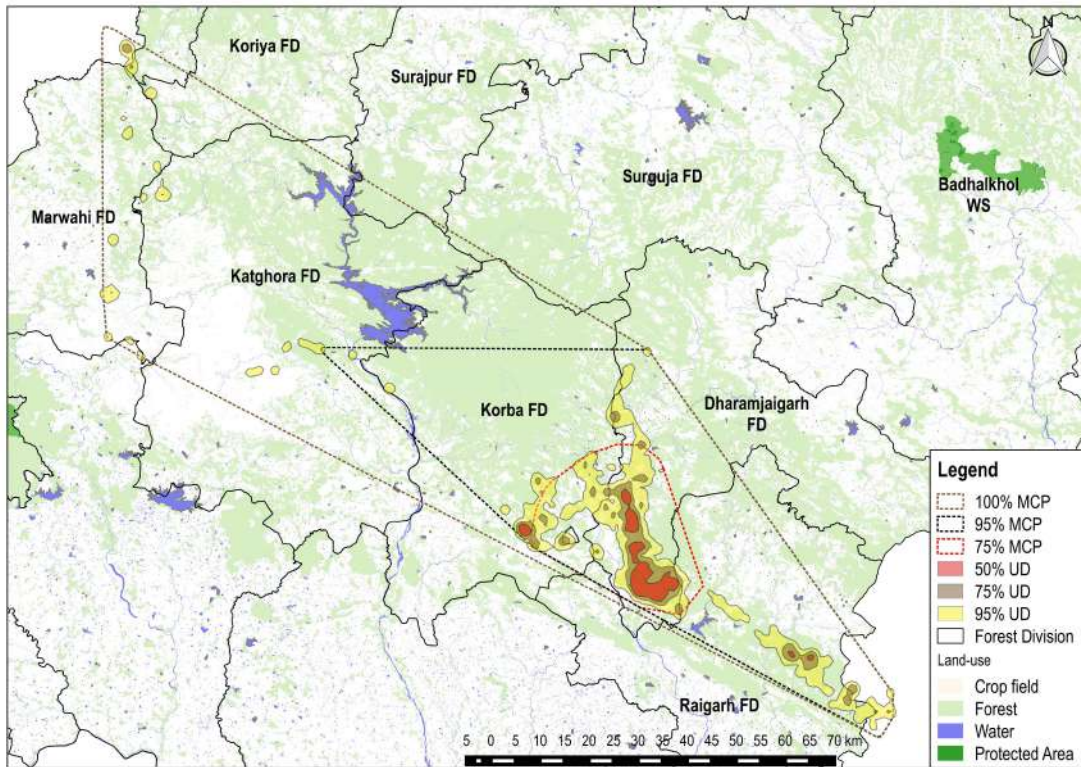 Koriya FD
Surajpur FD
N
Surguja FD
Badhalkhol
WS
Marwahi FD
Katghora FD
Korba FD
Dharamjaigarh
FD
Raigarh FD
Legend
100% MCP
95% MCP
75% MCP
50% UD
75% UD
95% UD
Forest Division
Land-use
Crop field
Forest
Water
Protected Area
5 0 5 10 15 20 25 30 35 40 45 50 55 60 65 70 km